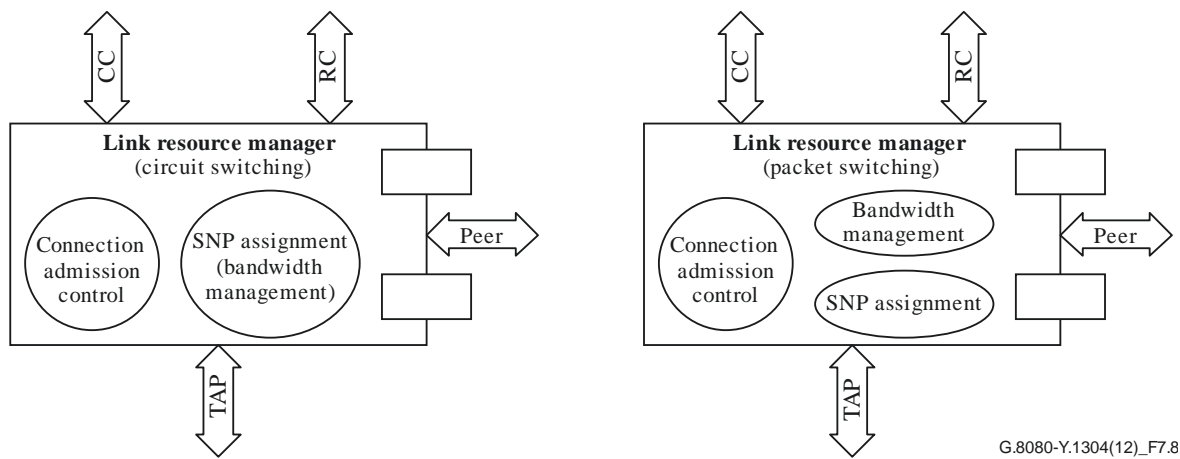 CC
RC
Link resource manager
(circuit switching)
Connection
admission
control
SNP assignment
(bandwidth
management)
Peer
TAP
CC
RC
Link resource manager
(packet switching)
Connection
admission
control
Bandwidth
management
SNP assignment
Peer
TAP
G.8080-Y.1304(12)_F7.8